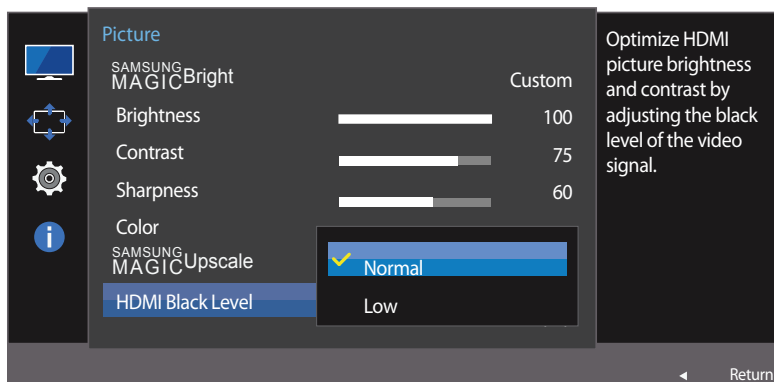 Picture
SAMSUNG
MAGICBright Custom
Brightness 100
Contrast 75
Sharpness 60
Color
SAMSUNG
MAGICUpscale
HDMI Black Level
Normal
Low
Optimize HDMI
picture brightness
and contrast by
adjusting the black
level of the video
signal.
Return